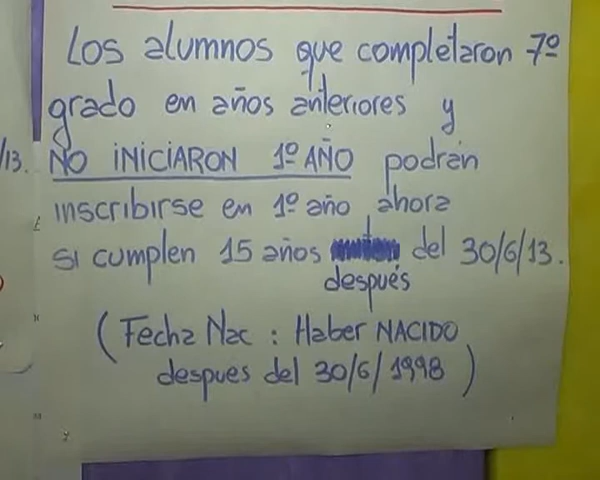 Los alumnos que completaron 7º
grado en años anteriores y
NO INICIARON 1º AÑO podrán
inscribirse en 1º año ahora
si cumplen 15 años después del 30/6/13.
(Fecha Nac : Haber NACIDO
despues del 30/6/1998)
/13.